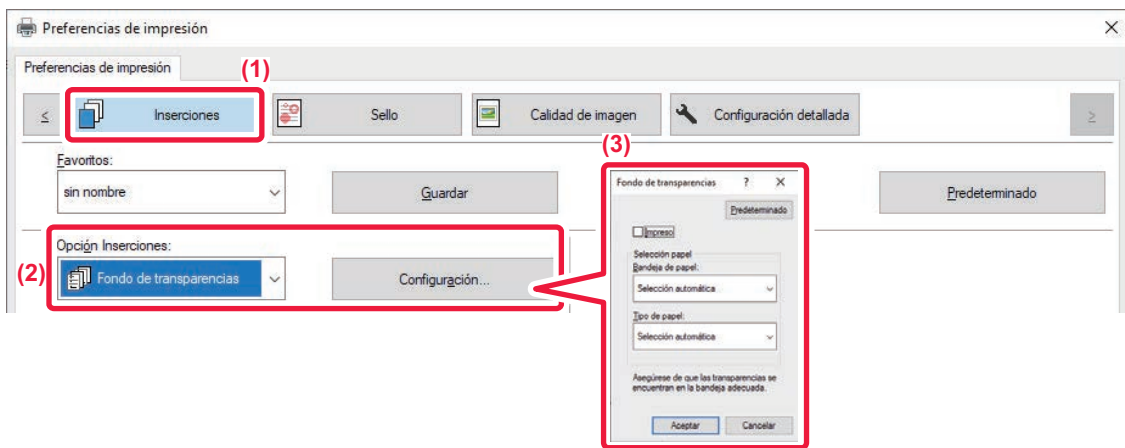 Preferencias de impresión
Preferencias de impresión
(1)
≤ Inserciones Sello Calidad de imagen Configuración detallada ≥
Favoritos:
sin nombre Guardar Predeterminado
(2)
Opción Inserciones:
Fondo de transparencias Configuración...
(3)
Fondo de transparencias ? X
Predeterminado
Impreso
Selección papel
Bandeja de papel:
Selección automática
Tipo de papel:
Selección automática
Asegúrese de que las transparencias se
encuentran en la bandeja adecuada.
Aceptar Cancelar